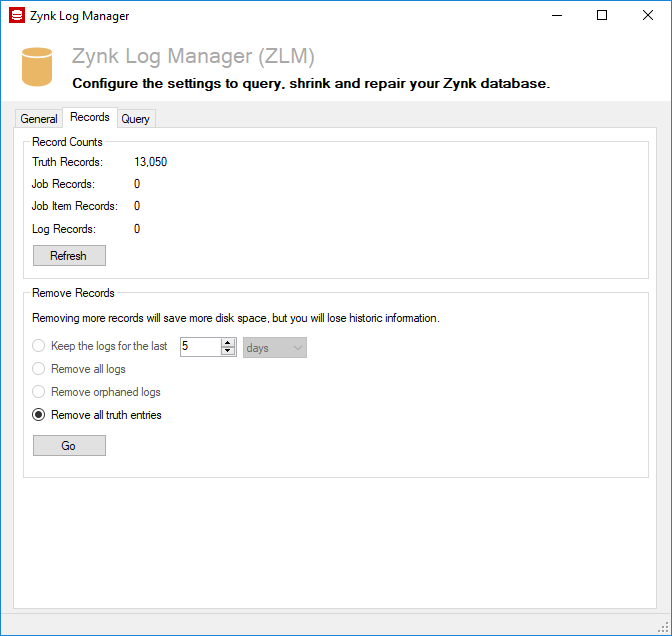 Zynk Log Manager
Zynk Log Manager (ZLM)
Configure the settings to query, shrink and repair your Zynk database.
General Records Query
Record Counts
Truth Records: 13,050
Job Records: 0
Job Item Records: 0
Log Records: 0
Refresh
Remove Records
Removing more records will save more disk space, but you will lose historic information.
Keep the logs for the last 5 days
Remove all logs
Remove orphaned logs
Remove all truth entries
Go